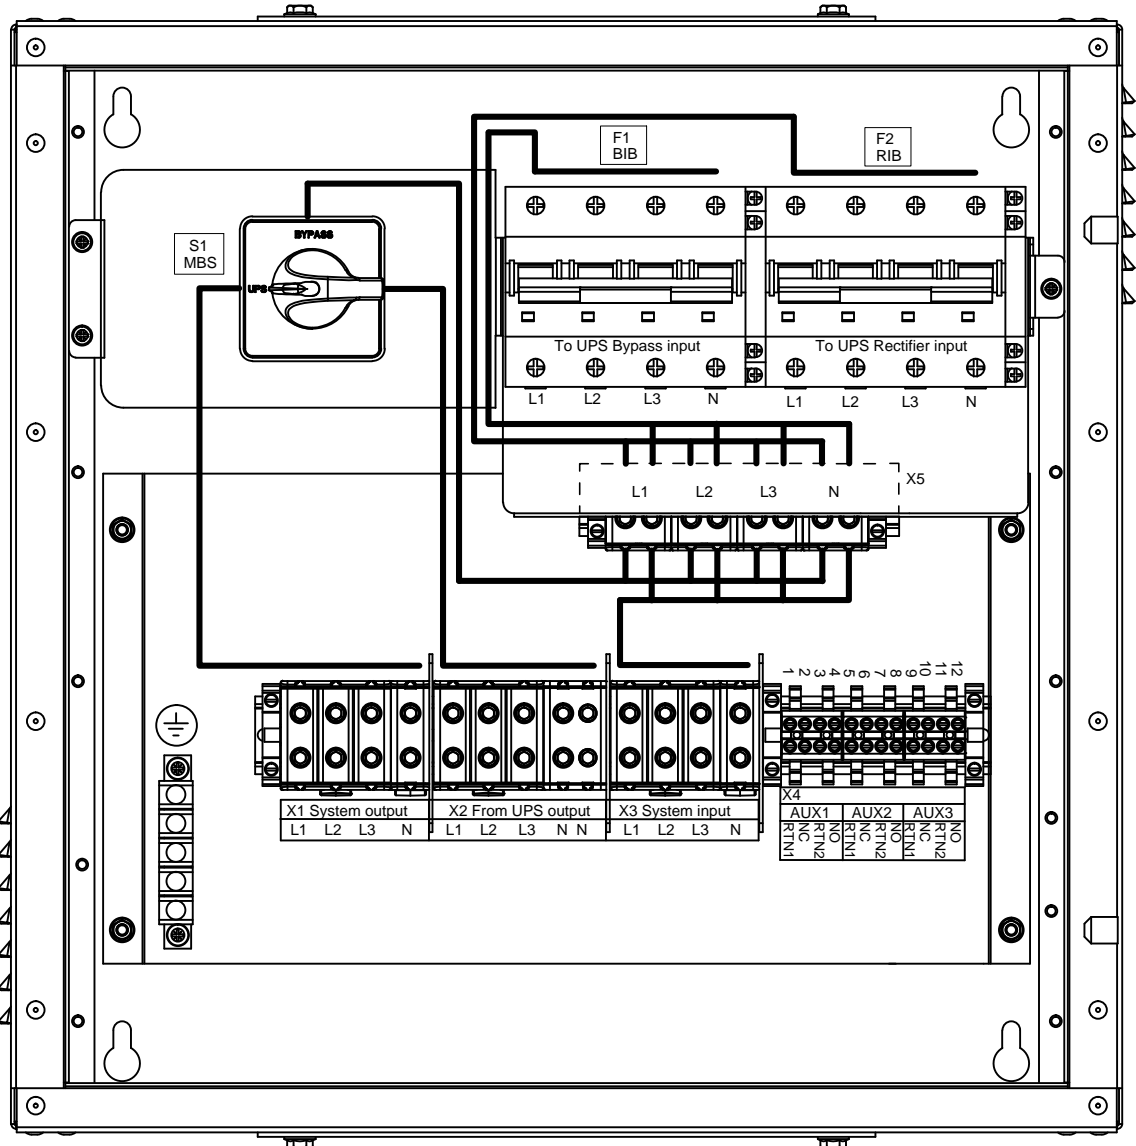 F1
BIB
F2
RIB
S1
MBS
BYPASS
UPS
To UPS Bypass input
To UPS Rectifier input
L1 L2 L3 N
L1 L2 L3 N
X5
L1 L2 L3 N
1 2 3 4 5 6 7 8 9 10 11 12
X4
X1 System output
X2 From UPS output
X3 System input
AUX1 AUX2 AUX3
L1 L2 L3 N
L1 L2 L3 N N
L1 L2 L3 N
RTN1 NC RTN2 NO
RTN1 NC RTN2 NO
RTN1 NC RTN2 NO